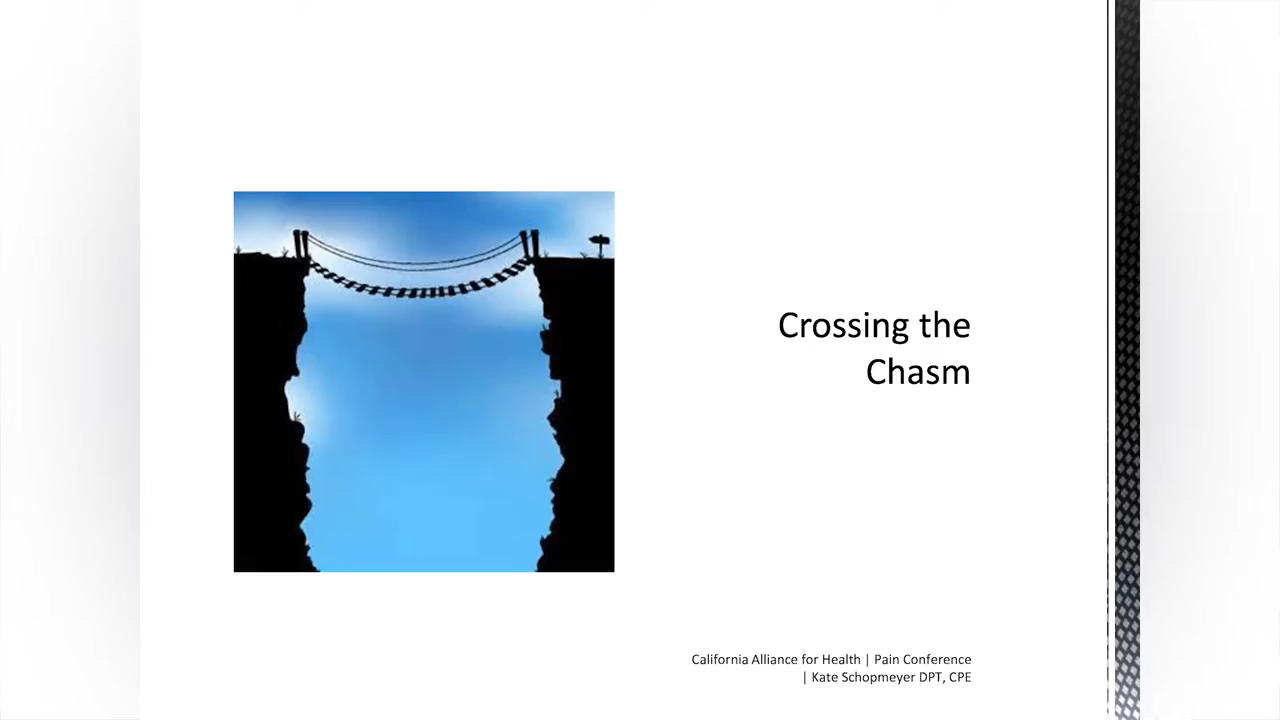 Crossing the
Chasm
California Alliance for Health | Pain Conference
| Kate Schopmeyer DPT, CPE